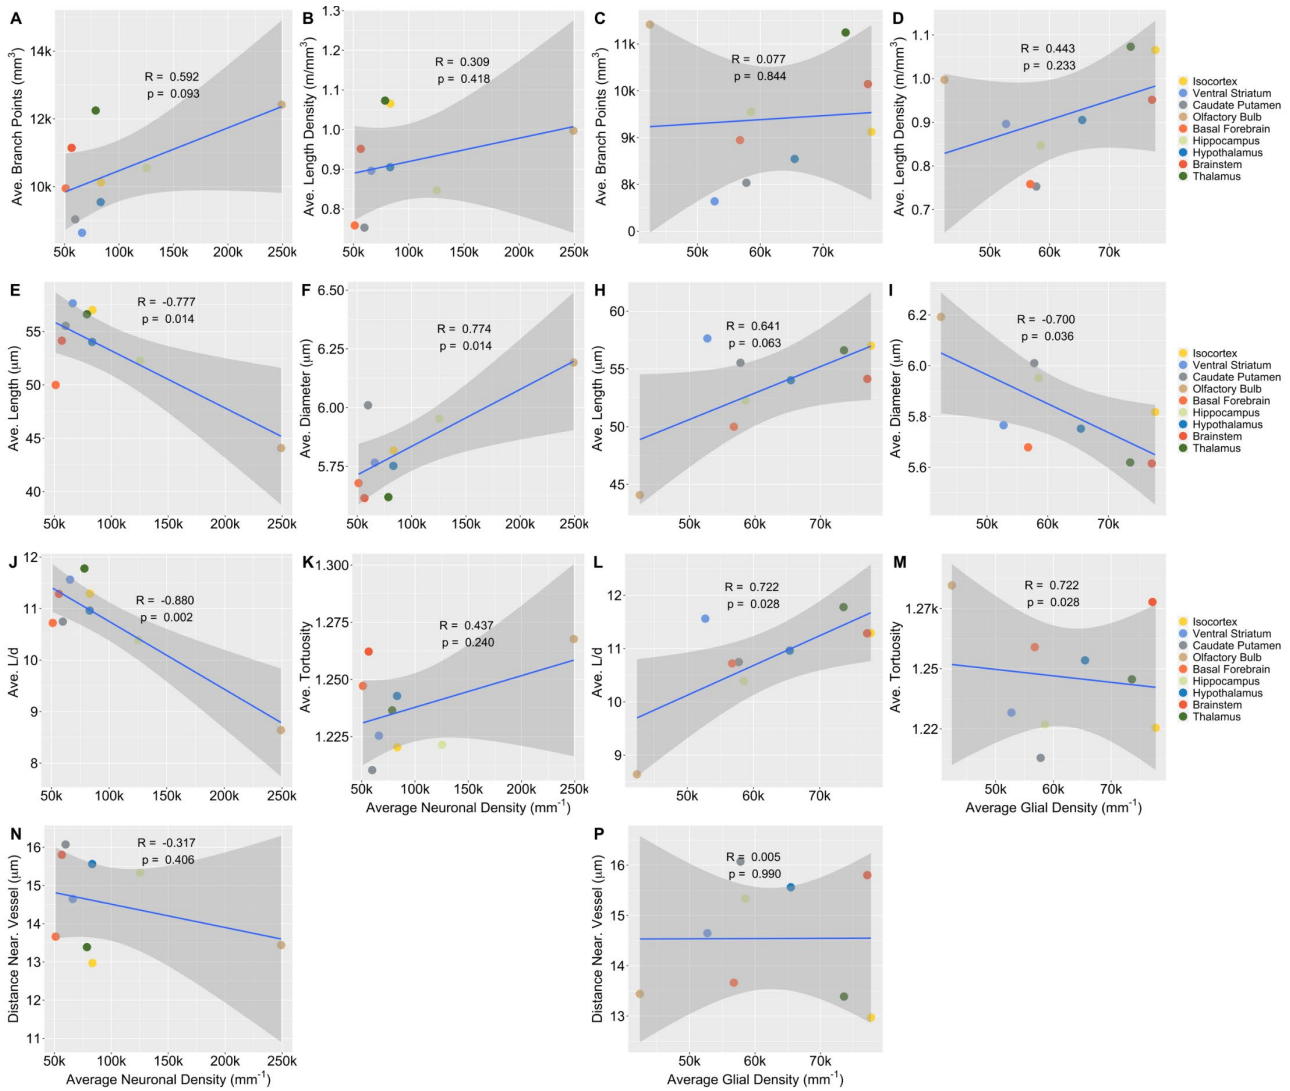 A
Ave. Branch Points (mm3)
14k
12k
10k
R = 0.592
p = 0.093
50k 100k 150k 200k 250k
B
Ave. Length Density (m/mm3)
1.3
1.2
1.1
1.0
0.9
0.8
R = 0.309
p = 0.418
50k 100k 150k 200k 250k
C
Ave. Branch Points (mm3)
11k
10k
9k
8k
0
R = 0.077
p = 0.844
50k 60k 70k
D
Ave. Length Density (m/mm3)
1.1
1.0
0.9
0.8
0.7
R = 0.443
p = 0.233
50k 60k 70k
Isocortex
Ventral Striatum
Caudate Putamen
Olfactory Bulb
Basal Forebrain
Hippocampus
Hypothalamus
Brainstem
Thalamus
E
Ave. Length (μm)
55
50
45
40
R = -0.777
p = 0.014
50k 100k 150k 200k 250k
F
Ave. Diameter (μm)
6.50
6.25
6.00
5.75
R = 0.774
p = 0.014
50k 100k 150k 200k 250k
H
Ave. Length (μm)
60
55
50
45
R = 0.641
p = 0.063
50k 60k 70k
I
Ave. Diameter (μm)
6.2
6.0
5.8
5.6
R = -0.700
p = 0.036
50k 60k 70k
Isocortex
Ventral Striatum
Caudate Putamen
Olfactory Bulb
Basal Forebrain
Hippocampus
Hypothalamus
Brainstem
Thalamus
J
Ave. L/d
12
11
10
9
8
R = -0.880
p = 0.002
50k 100k 150k 200k 250k
K
Ave. Tortuosity
1.300
1.275
1.250
1.225
R = 0.437
p = 0.240
50k 100k 150k 200k 250k
Average Neuronal Density (mm-1)
L
Ave. L/d
12
11
10
9
R = 0.722
p = 0.028
50k 60k 70k
M
Ave. Tortuosity
1.27k
1.25
1.22
R = 0.722
p = 0.028
50k 60k 70k
Average Glial Density (mm-1)
Isocortex
Ventral Striatum
Caudate Putamen
Olfactory Bulb
Basal Forebrain
Hippocampus
Hypothalamus
Brainstem
Thalamus
N
Distance Near. Vessel (μm)
16
15
14
13
12
11
R = -0.317
p = 0.406
50k 100k 150k 200k 250k
Average Neuronal Density (mm-1)
P
Distance Near. Vessel (μm)
16
15
14
13
R = 0.005
p = 0.990
50k 60k 70k
Average Glial Density (mm-1)